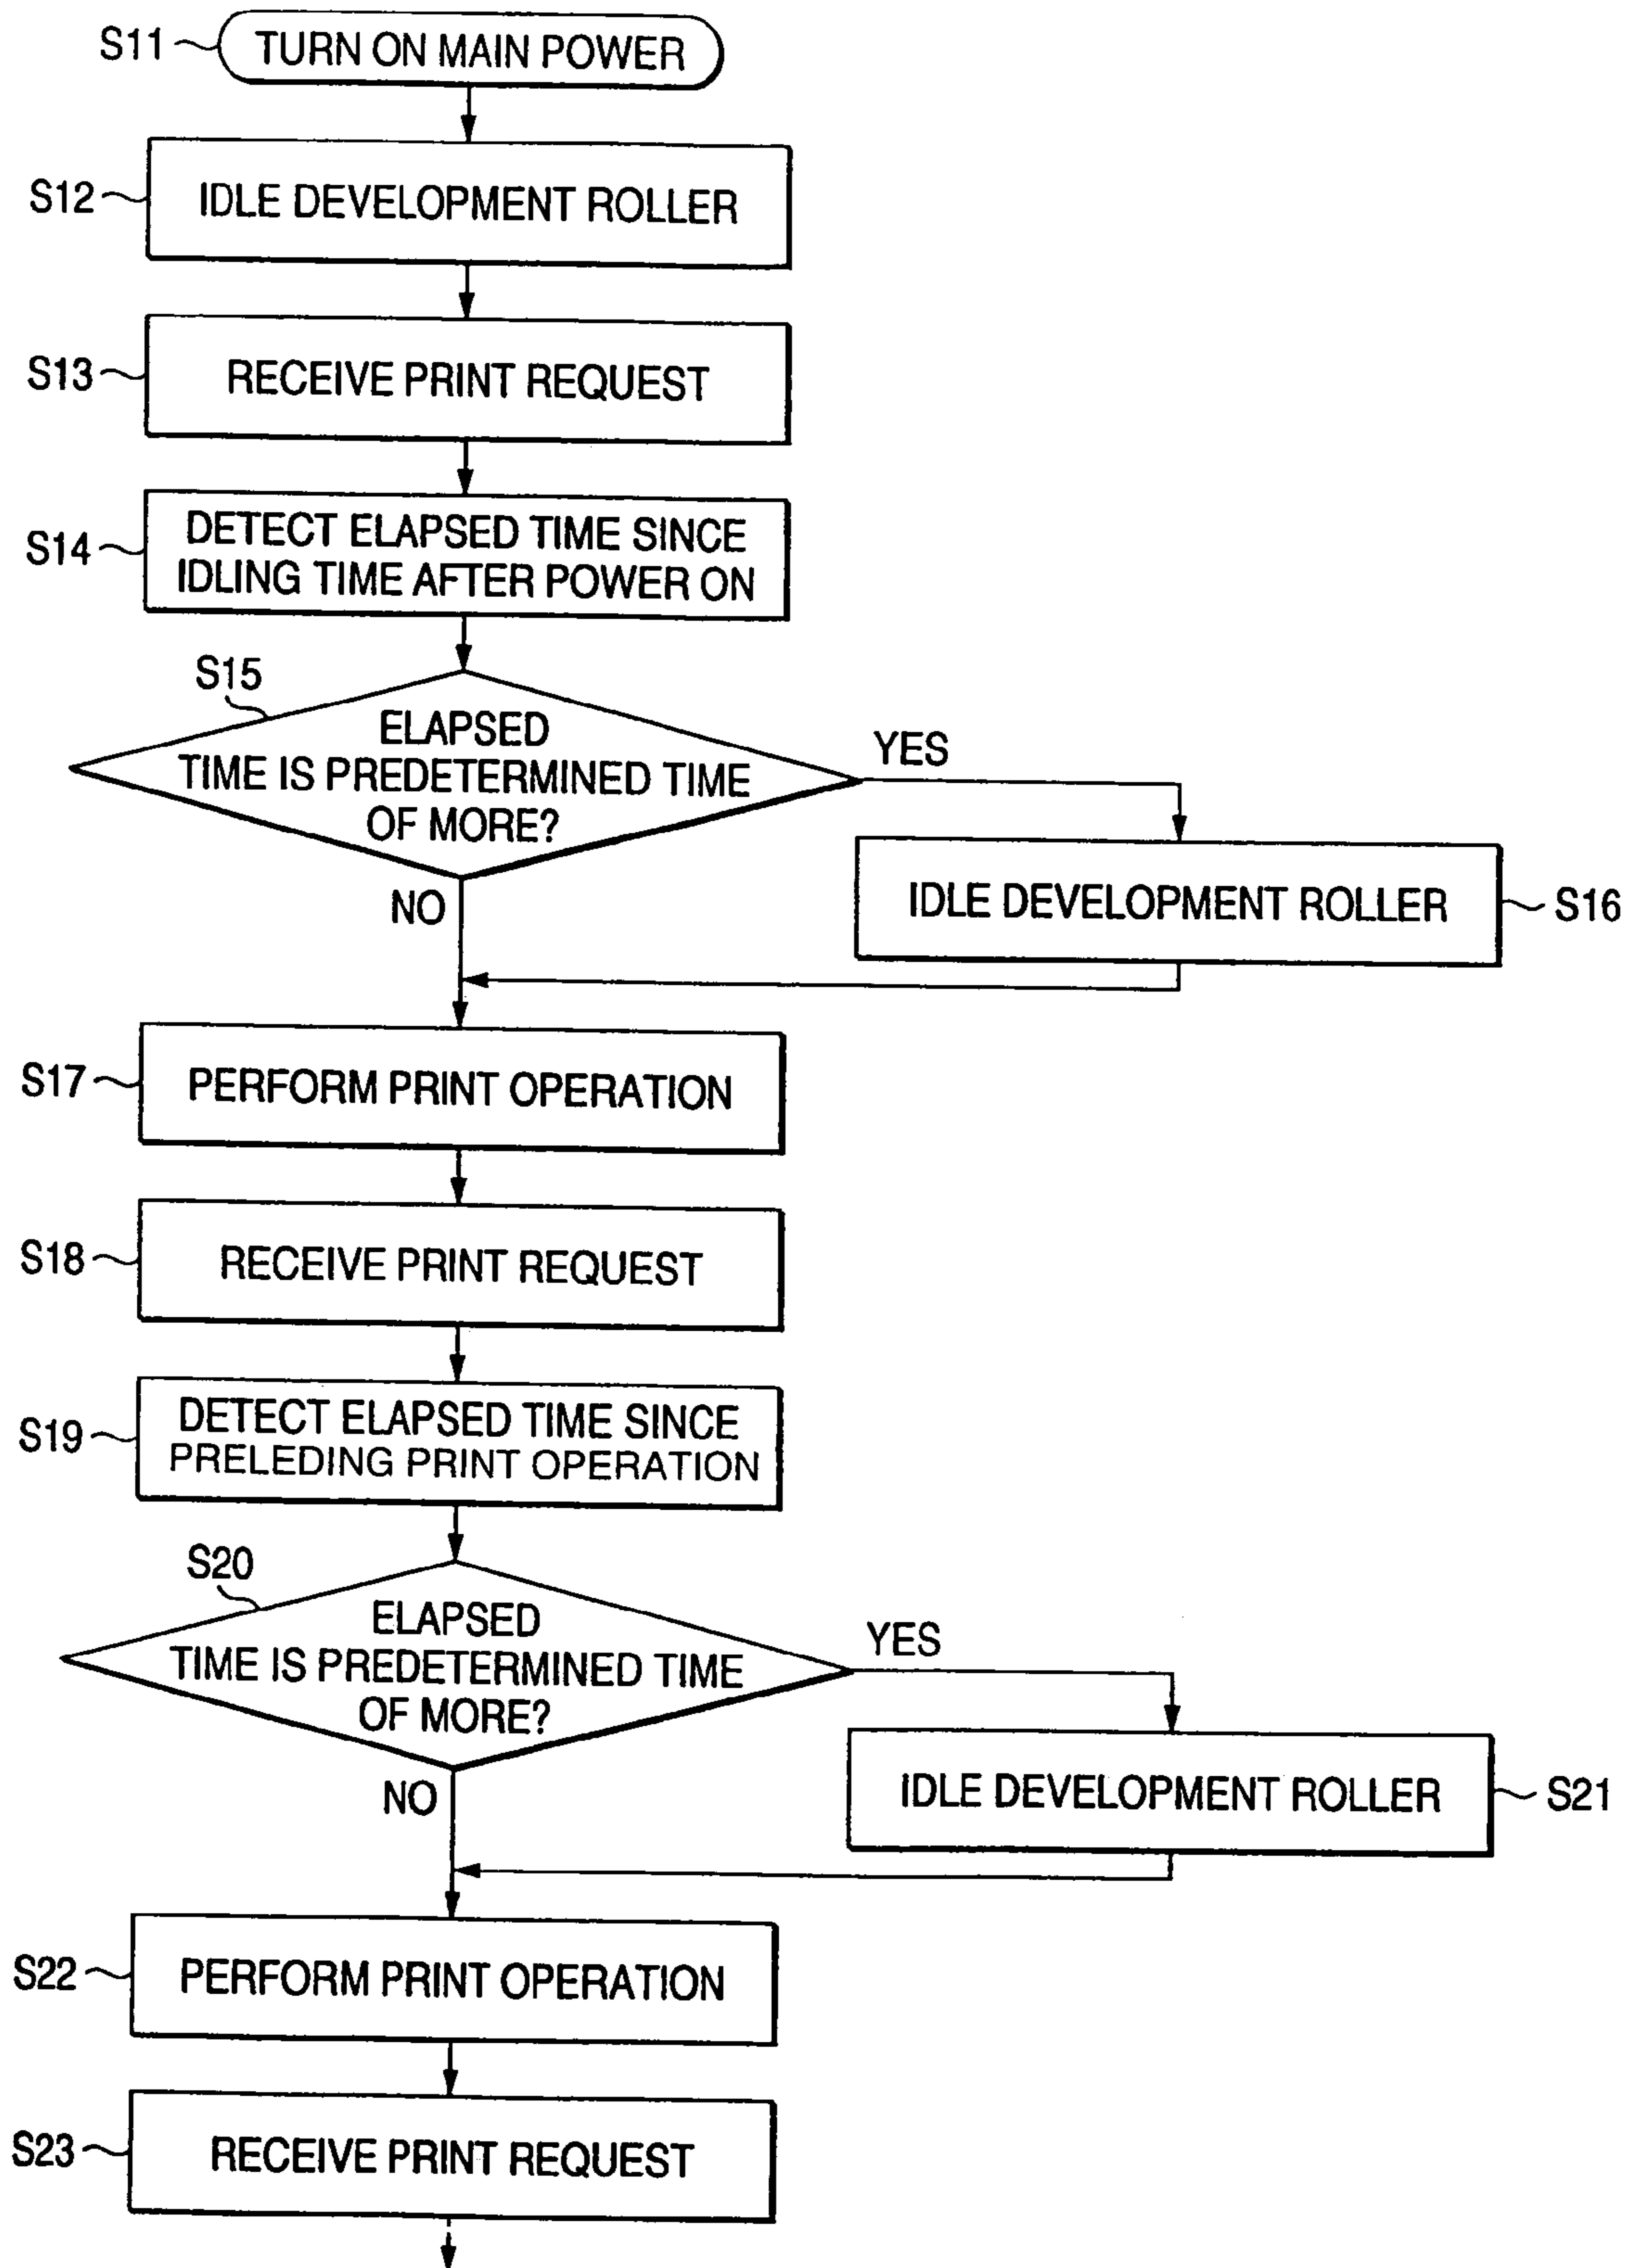 S11
TURN ON MAIN POWER
S12
IDLE DEVELOPMENT ROLLER
S13
RECEIVE PRINT REQUEST
S14
DETECT ELAPSED TIME SINCE
IDLING TIME AFTER POWER ON
S15
ELAPSED
TIME IS PREDETERMINED TIME
OF MORE?
YES
NO
IDLE DEVELOPMENT ROLLER
S16
S17
PERFORM PRINT OPERATION
S18
RECEIVE PRINT REQUEST
S19
DETECT ELAPSED TIME SINCE
PRELEDING PRINT OPERATION
S20
ELAPSED
TIME IS PREDETERMINED TIME
OF MORE?
YES
NO
IDLE DEVELOPMENT ROLLER
S21
S22
PERFORM PRINT OPERATION
S23
RECEIVE PRINT REQUEST